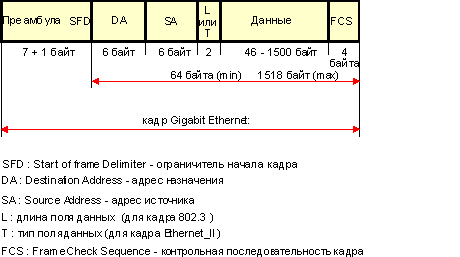 Преамбула SFD DA SA L или T Данные FCS
7 + 1 байт 6 байт 6 байт 2 46 - 1500 байт 4 байта
64 байта (min) 1518 байт (max)
кадр Gigabit Ethernet:
SFD : Start of frame Delimiter - ограничитель начала кадра
DA : Destination Address - адрес назначения
SA : Source Address - адрес источника
L : длина поля данных (для кадра 802.3 )
T : тип поля данных (для кадра Ethernet_II )
FCS : Frame Check Sequence - контрольная последовательность кадра